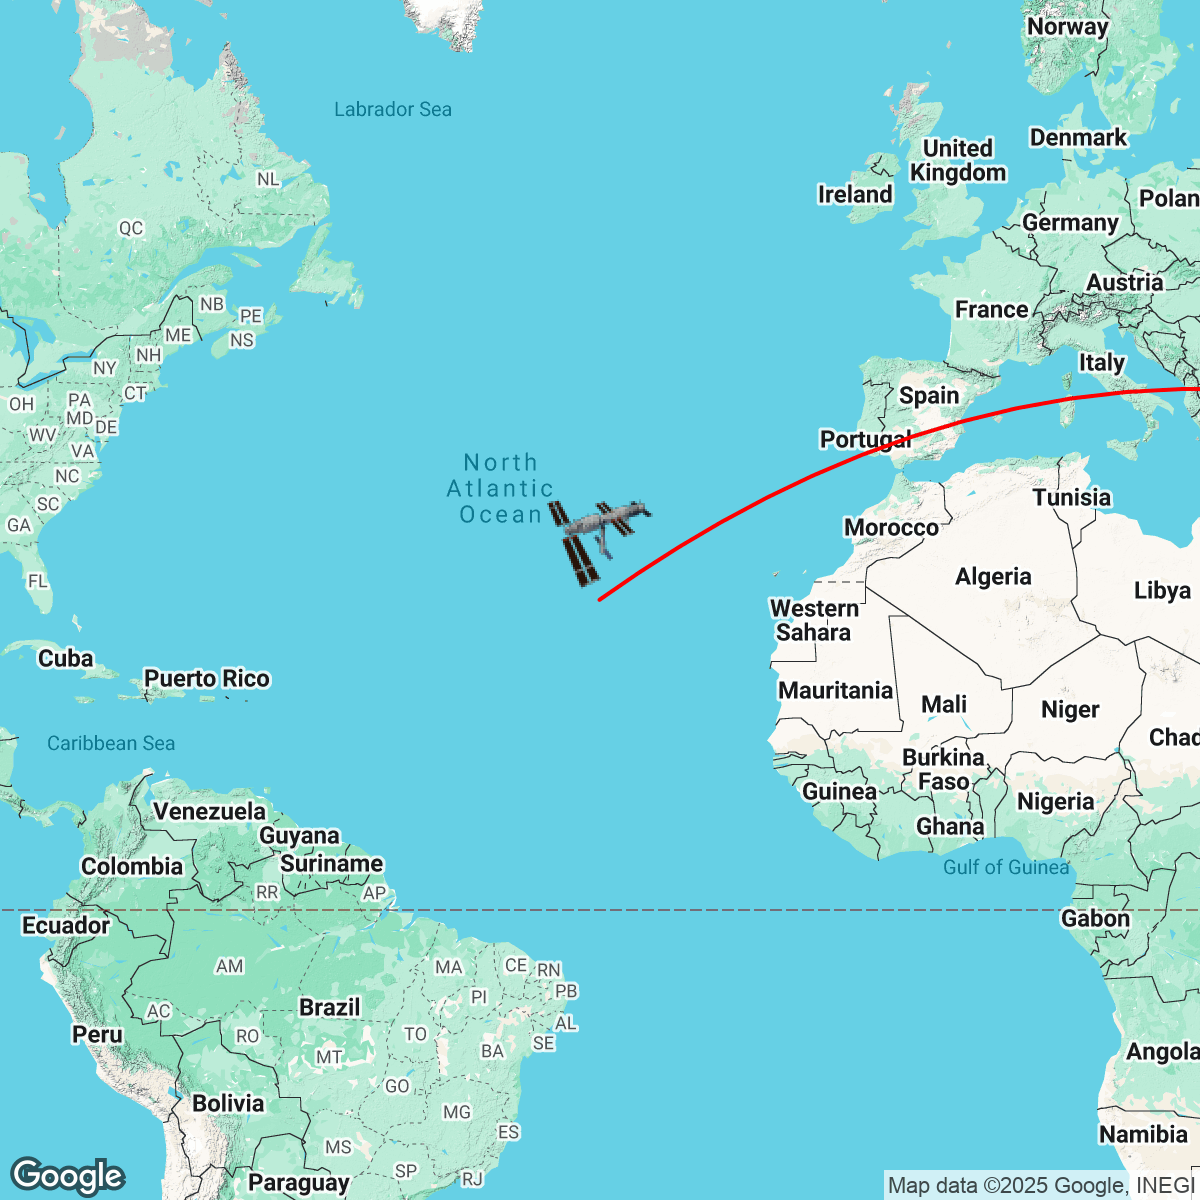 Norway
Labrador Sea
Denmark
United
Kingdom
NL
Ireland
Polan
Germany
QC
Austria
NB
France
PE
ME
NS
NH
Italy
NY
CT
Spain
OH
PA
MD
DE
WV
Portugal
VA
North
Atlantic
Ocean
NC
Tunisia
SC
GA
Morocco
Algeria
FL
Libya
Western
Sahara
Cuba
Puerto Rico
Mauritania
Mali
Niger
Caribbean Sea
Chad
Burkina
Faso
Guinea
Nigeria
Venezuela
Ghana
Guyana
Suriname
Colombia
Gulf of Guinea
RR
AP
Ecuador
Gabon
AM
MA
CE
RN
PI
PB
Brazil
AC
AL
Peru
RO
TO
SE
MT
BA
Angola
GO
Bolivia
MG
ES
Namibia
MS
SP
RJ
Paraguay
Google
Map data ©2025 Google, INEGI